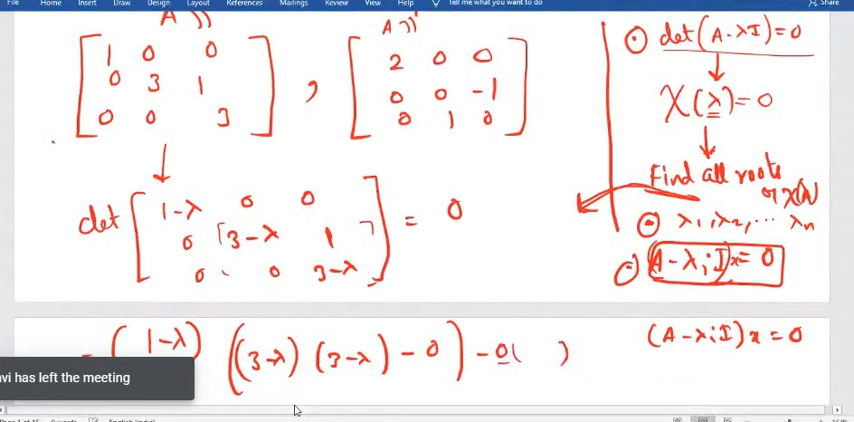 File Home Insert Draw Design Layout References Mailings Review View Help Tell me what you want to do Share
A
[1 0 0
0 3 1
0 0 3]
,
A
[2 0 0
0 0 -1
0 1 0]
det [1-λ 0 0
0 3-λ 1
0 0 3-λ] = 0
= (1-λ) ((3-λ) (3-λ) - 0) - 0( )
det(A-λI) = 0
χ(λ) = 0
Find all roots
of χ(λ)
λ1, λ2, ... λn
(A-λiI)x = 0
(A-λiI)x = 0
vi has left the meeting